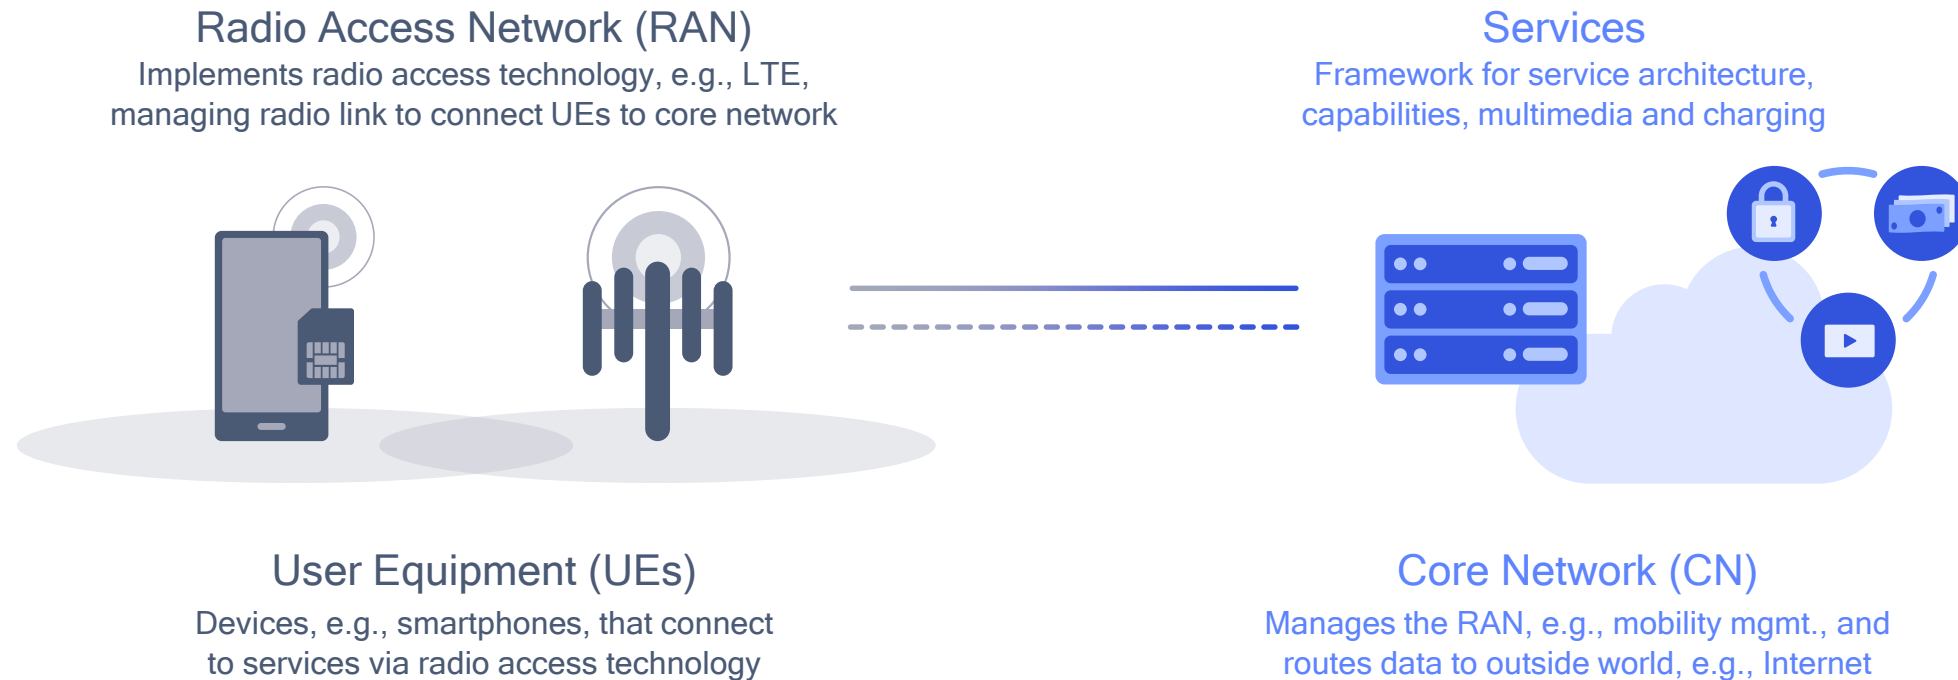 Radio Access Network (RAN)
Implements radio access technology, e.g., LTE,
managing radio link to connect UEs to core network
Services
Framework for service architecture,
capabilities, multimedia and charging
User Equipment (UEs)
Devices, e.g., smartphones, that connect
to services via radio access technology
Core Network (CN)
Manages the RAN, e.g., mobility mgmt., and
routes data to outside world, e.g., Internet